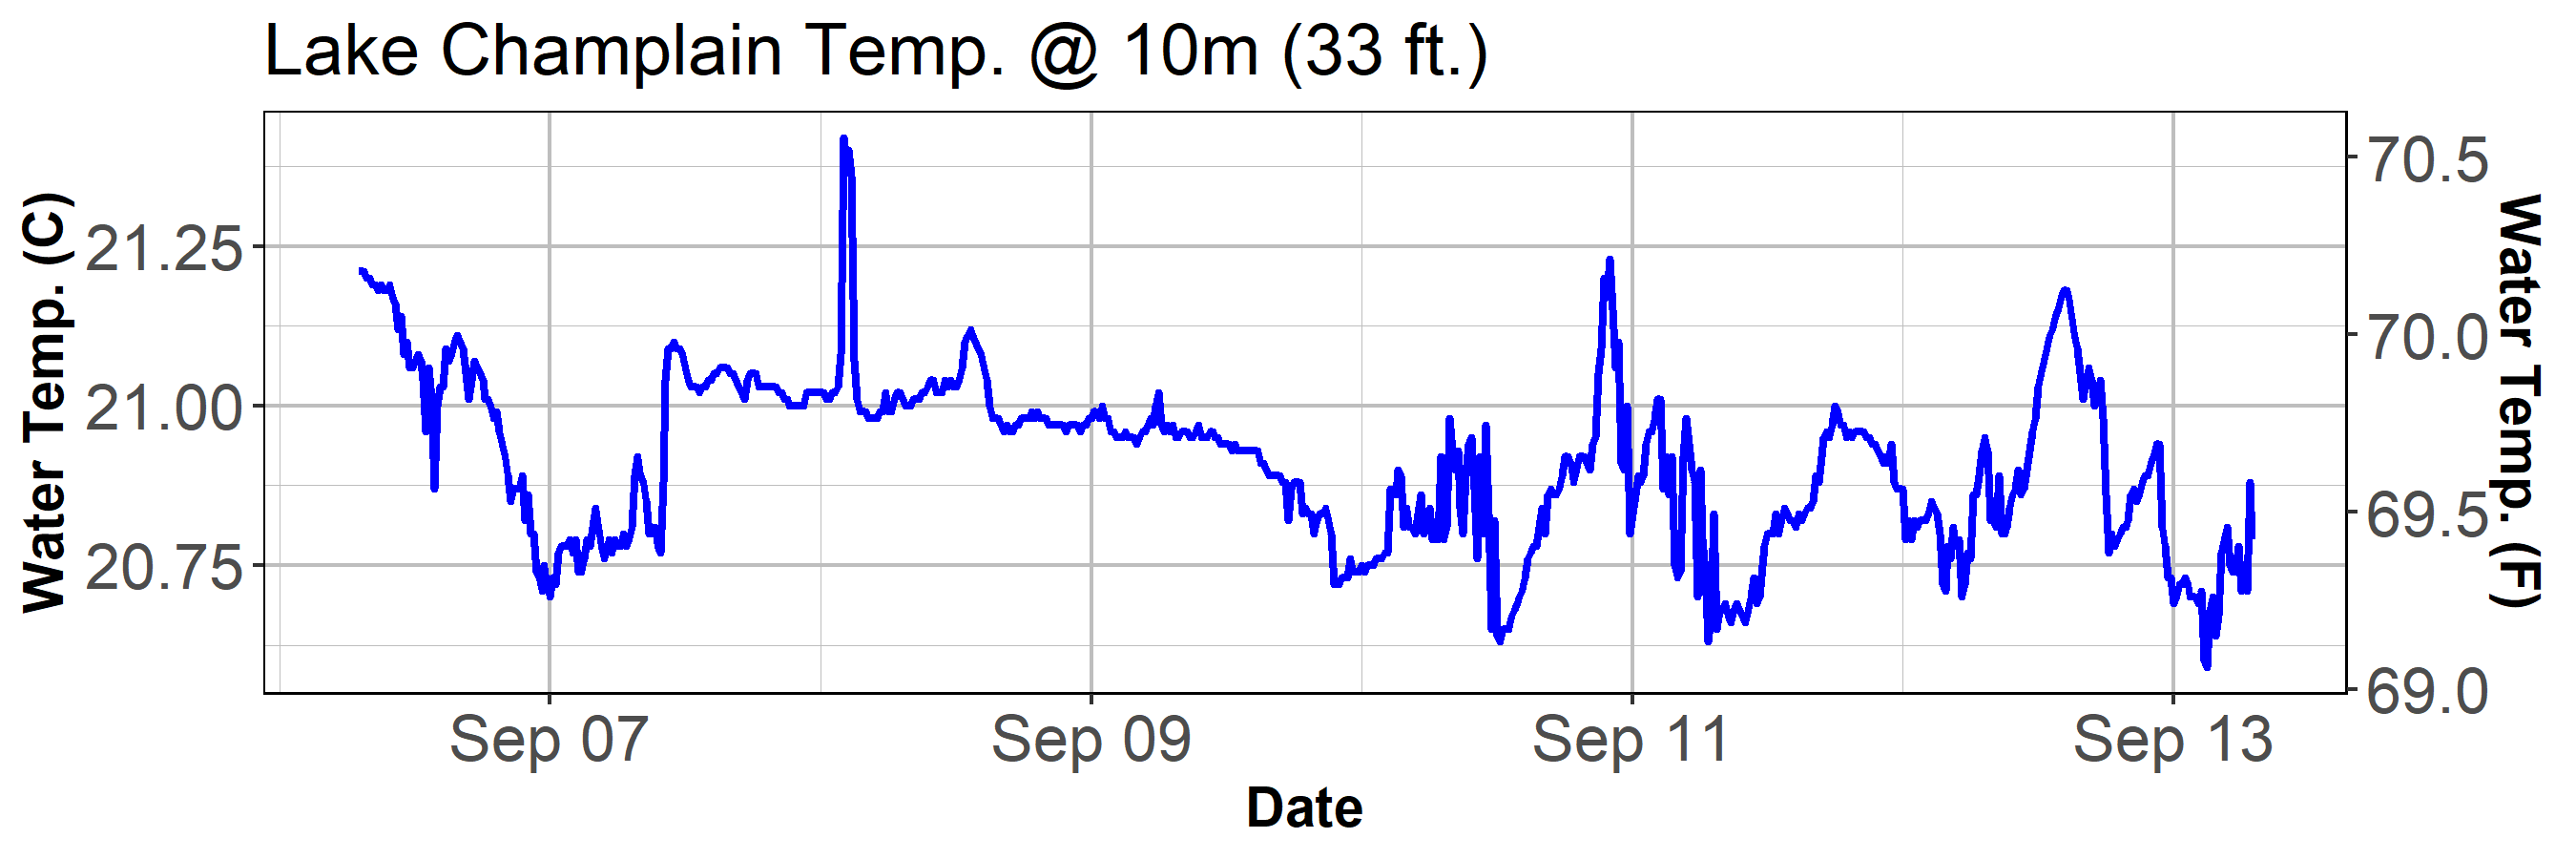 Lake Champlain Temp. @ 10m (33 ft.)
Water Temp. (C)
21.25
21.00
20.75
70.5
70.0
69.5
69.0
Water Temp. (F)
Sep 07
Sep 09
Sep 11
Sep 13
Date